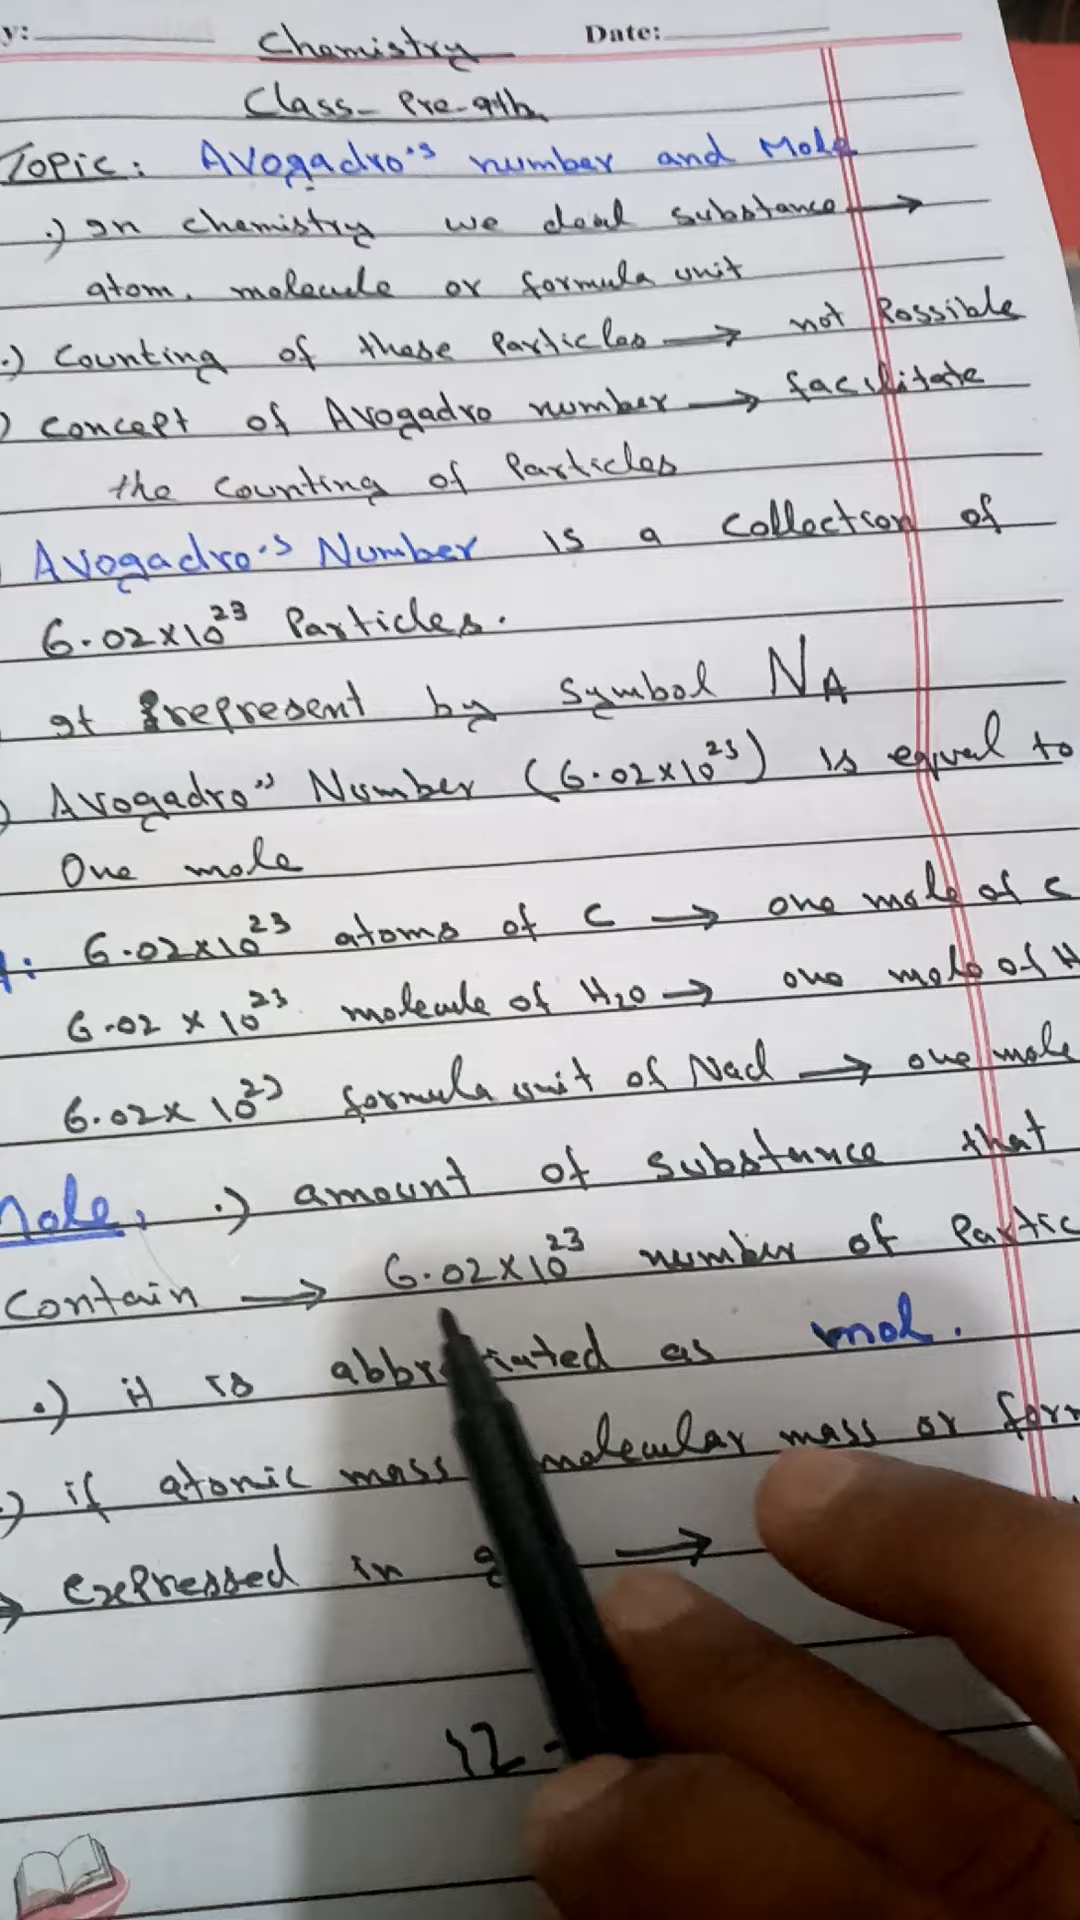 y: Chemistry Date:
Class- Pre-9th
Topic: Avogadro's number and Mole
.) In chemistry we deal substance →
atom, molecule or formula unit
.) Counting of these Particles → not Possible
) Concept of Avogadro number → facilitate
the Counting of Particles
Avogadro's Number is a Collection of
6.02×10²³ Particles.
It represent by Symbol NA
) Avogadro's Number (6.02×10²³) is equal to
One mole
: 6.02×10²³ atoms of C → one mole of C
6.02 × 10²³ molecule of H₂O → one mole of H
6.02× 10²³ formula unit of NaCl → one mole
Mole, .) amount of substance that
Contain → 6.02×10²³ number of Partic
.) it is as mol.
.) if atomic mass molecular mass or form
→ expressed in g →
12-